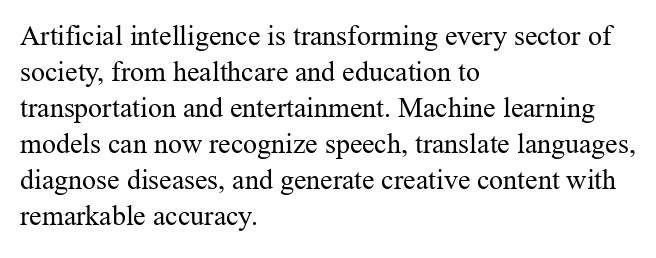 Artificial intelligence is transforming every sector of
society, from healthcare and education to
transportation and entertainment. Machine learning
models can now recognize speech, translate languages,
diagnose diseases, and generate creative content with
remarkable accuracy.